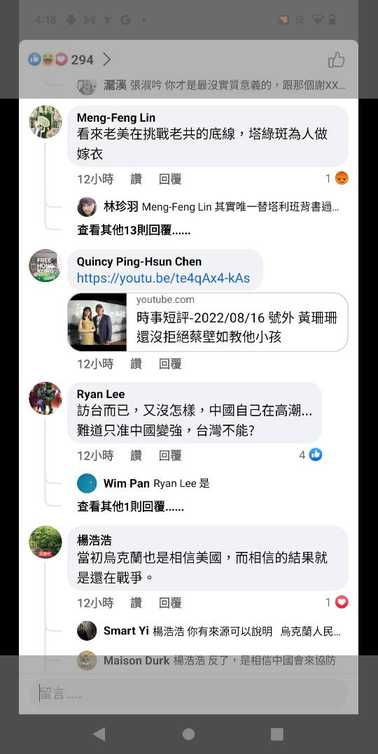 4:18
294
瀧溪 張淑吟 你才是最沒實質意義的，跟那個謝XX...
Meng-Feng Lin
看來老美在挑戰老共的底線，塔綠斑為人做
嫁衣
12小時 讚 回覆 1
林珍羽 Meng-Feng Lin 其實唯一替塔利班背書過...
查看其他13則回覆......
FREE
HONG
KONG
Quincy Ping-Hsun Chen
https://youtu.be/te4qAx4-kAs
youtube.com
時事短評-2022/08/16 號外 黃珊珊
還沒拒絕蔡壁如教他小孩
12小時 讚 回覆
Ryan Lee
訪台而已，又沒怎樣，中國自己在高潮...
難道只准中國變強，台灣不能?
12小時 讚 回覆 4
Wim Pan Ryan Lee 是
查看其他1則回覆......
楊浩浩
當初烏克蘭也是相信美國，而相信的結果就
是還在戰爭。
12小時 讚 回覆 1
Smart Yi 楊浩浩 你有來源可以說明 烏克蘭人民...
Maison Durk 楊浩浩 反了，是相信中國會來協防
留言......